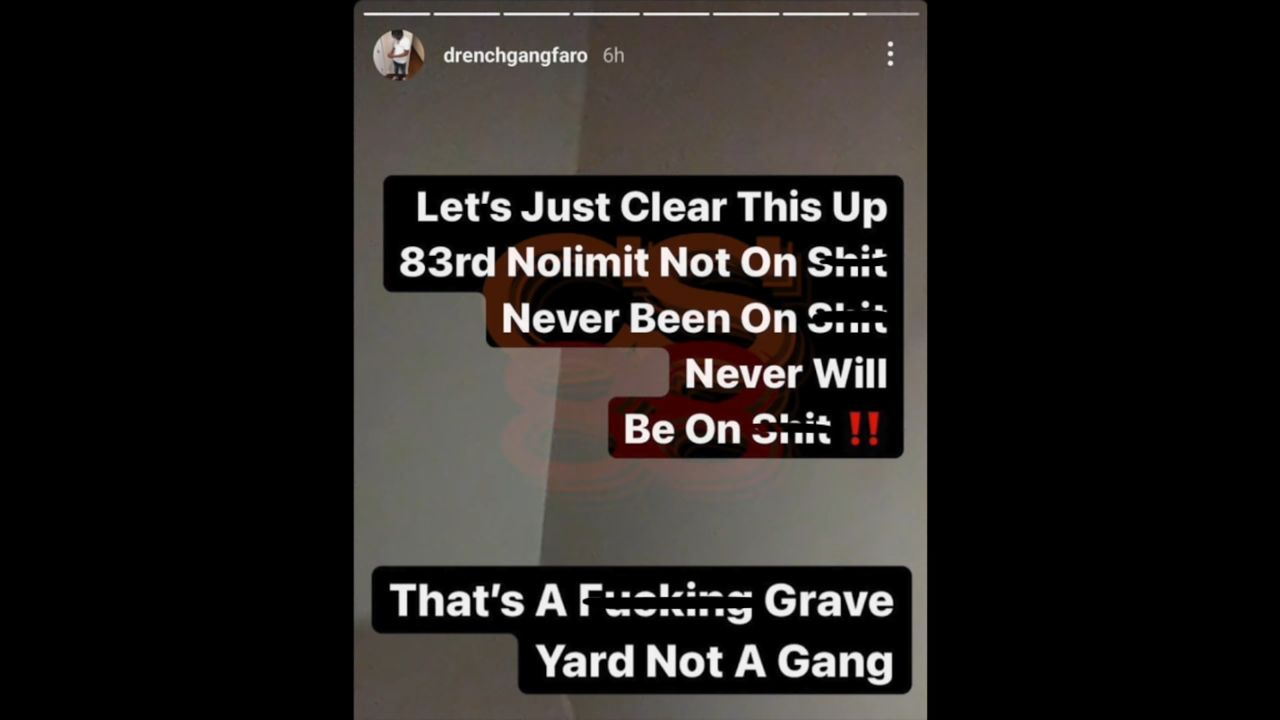 drenchgangfaro 6h
Let's Just Clear This Up
83rd Nolimit Not On Shit
Never Been On Shit
Never Will
Be On Shit ‼️
That's A Fucking Grave
Yard Not A Gang